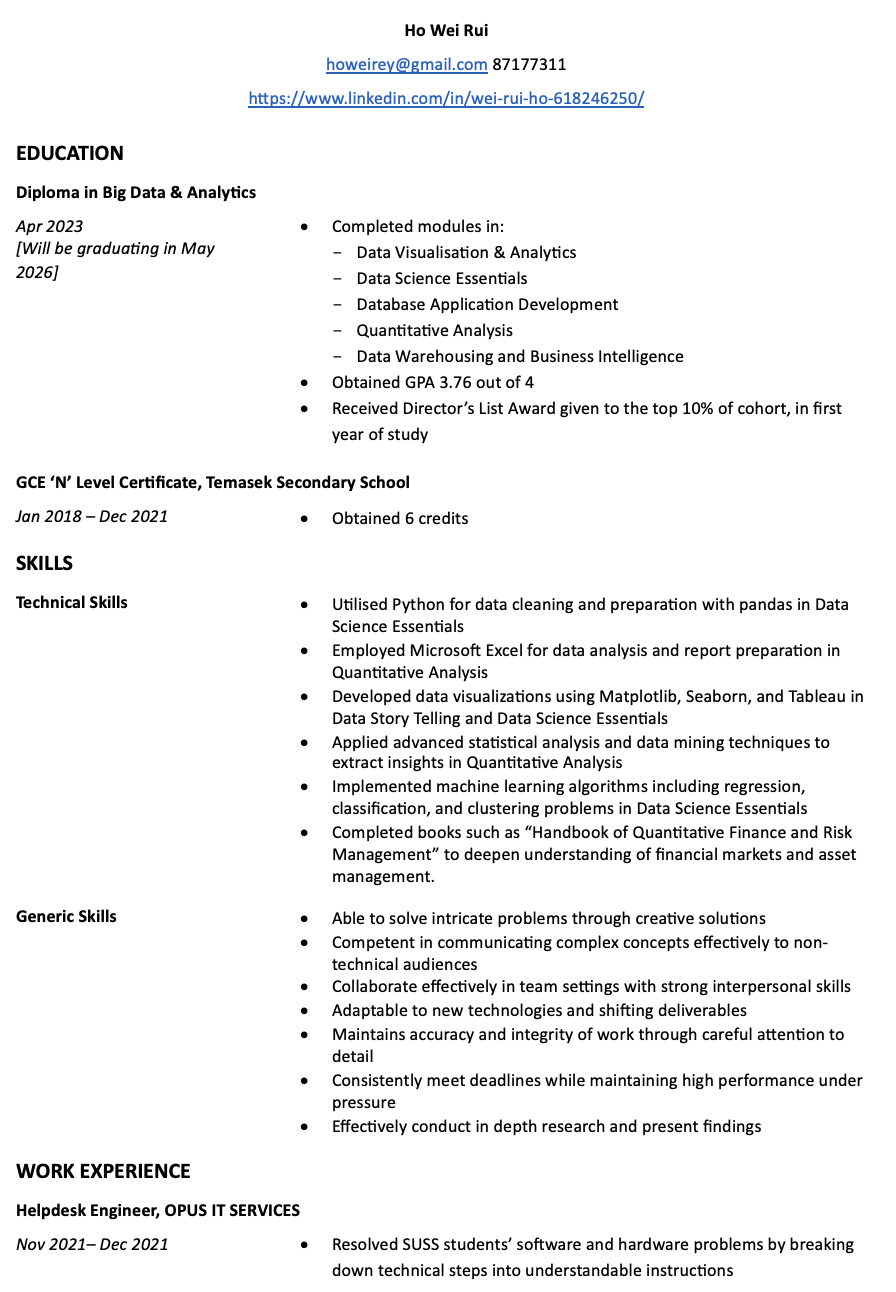 Ho Wei Rui
howeirey@gmail.com 87177311
https://www.linkedin.com/in/wei-rui-ho-618246250/
EDUCATION
Diploma in Big Data & Analytics
Apr 2023
[Will be graduating in May
2026]
• Completed modules in:
− Data Visualisation & Analytics
− Data Science Essentials
− Database Application Development
− Quantitative Analysis
− Data Warehousing and Business Intelligence
• Obtained GPA 3.76 out of 4
• Received Director’s List Award given to the top 10% of cohort, in first
year of study
GCE ‘N’ Level Certificate, Temasek Secondary School
Jan 2018 – Dec 2021
• Obtained 6 credits
SKILLS
Technical Skills
• Utilised Python for data cleaning and preparation with pandas in Data
Science Essentials
• Employed Microsoft Excel for data analysis and report preparation in
Quantitative Analysis
• Developed data visualizations using Matplotlib, Seaborn, and Tableau in
Data Story Telling and Data Science Essentials
• Applied advanced statistical analysis and data mining techniques to
extract insights in Quantitative Analysis
• Implemented machine learning algorithms including regression,
classification, and clustering problems in Data Science Essentials
• Completed books such as “Handbook of Quantitative Finance and Risk
Management” to deepen understanding of financial markets and asset
management.
Generic Skills
• Able to solve intricate problems through creative solutions
• Competent in communicating complex concepts effectively to non-
technical audiences
• Collaborate effectively in team settings with strong interpersonal skills
• Adaptable to new technologies and shifting deliverables
• Maintains accuracy and integrity of work through careful attention to
detail
• Consistently meet deadlines while maintaining high performance under
pressure
• Effectively conduct in depth research and present findings
WORK EXPERIENCE
Helpdesk Engineer, OPUS IT SERVICES
Nov 2021– Dec 2021
• Resolved SUSS students’ software and hardware problems by breaking
down technical steps into understandable instructions